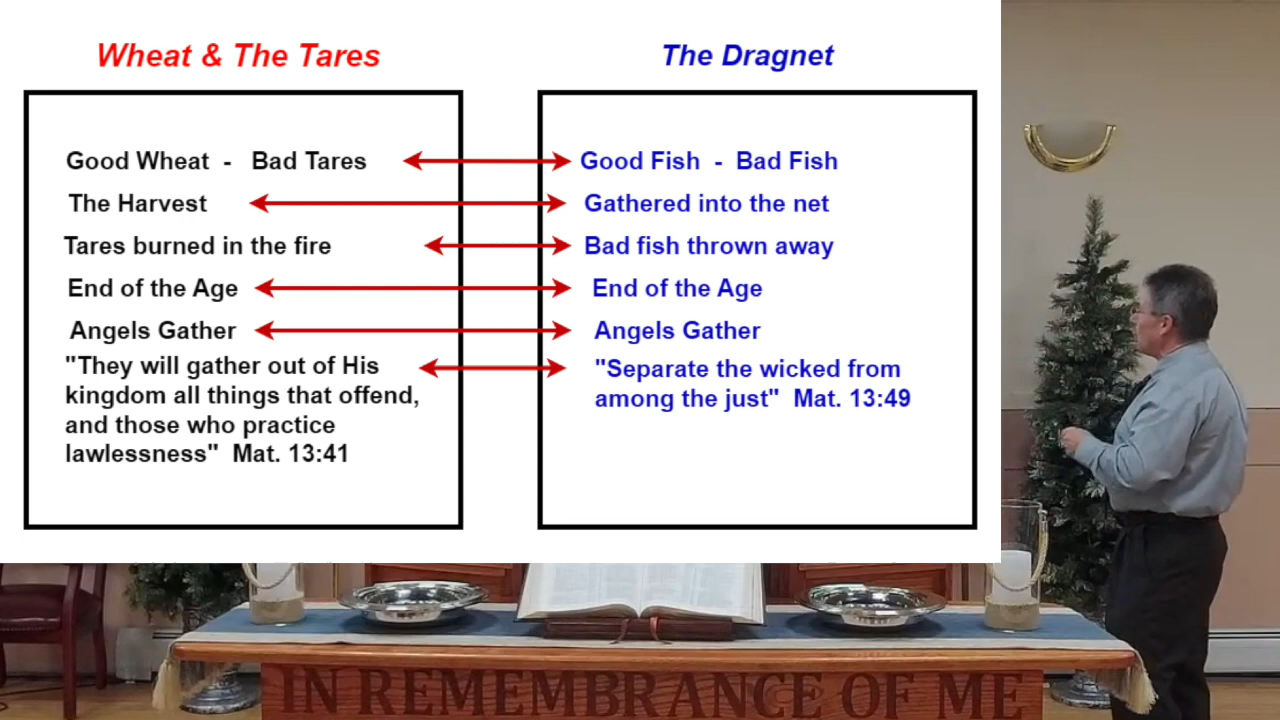 Wheat & The Tares
Good Wheat - Bad Tares
The Harvest
Tares burned in the fire
End of the Age
Angels Gather
"They will gather out of His
kingdom all things that offend,
and those who practice
lawlessness" Mat. 13:41
The Dragnet
Good Fish - Bad Fish
Gathered into the net
Bad fish thrown away
End of the Age
Angels Gather
"Separate the wicked from
among the just" Mat. 13:49
IN REMEMBRANCE OF ME